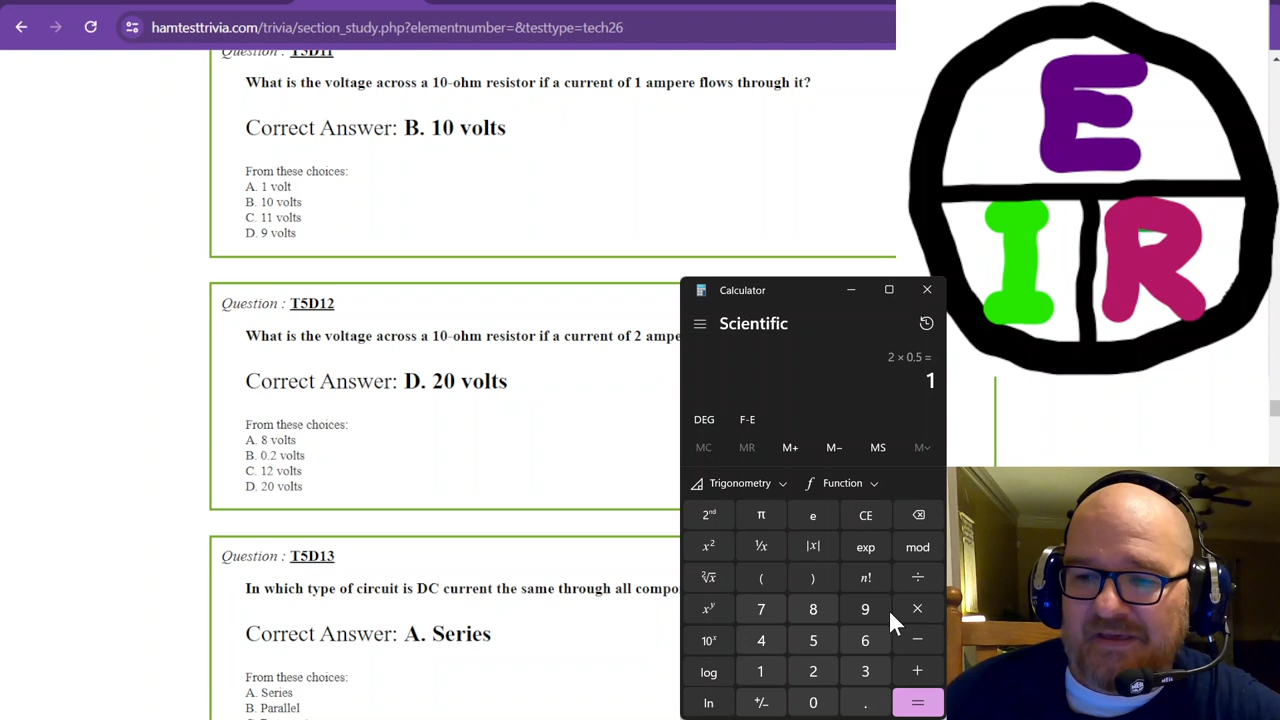 hamtesttrivia.com/trivia/section_study.php?elementnumber=&testtype=tech26
Question : T5D11
What is the voltage across a 10-ohm resistor if a current of 1 ampere flows through it?
Correct Answer: B. 10 volts
From these choices:
A. 1 volt
B. 10 volts
C. 11 volts
D. 9 volts
Question : T5D12
What is the voltage across a 10-ohm resistor if a current of 2 ampe
Correct Answer: D. 20 volts
From these choices:
A. 8 volts
B. 0.2 volts
C. 12 volts
D. 20 volts
Question : T5D13
In which type of circuit is DC current the same through all compo
Correct Answer: A. Series
From these choices:
A. Series
B. Parallel
E
I R
Calculator
Scientific
2 × 0.5 =
1
DEG F-E
MC MR M+ M− MS M
Trigonometry f Function
2nd π e CE
x² ¹/x |x| exp mod
²√x ( ) n! ÷
xʸ 7 8 9 ×
10ˣ 4 5 6 −
log 1 2 3 +
ln +/− 0 . =